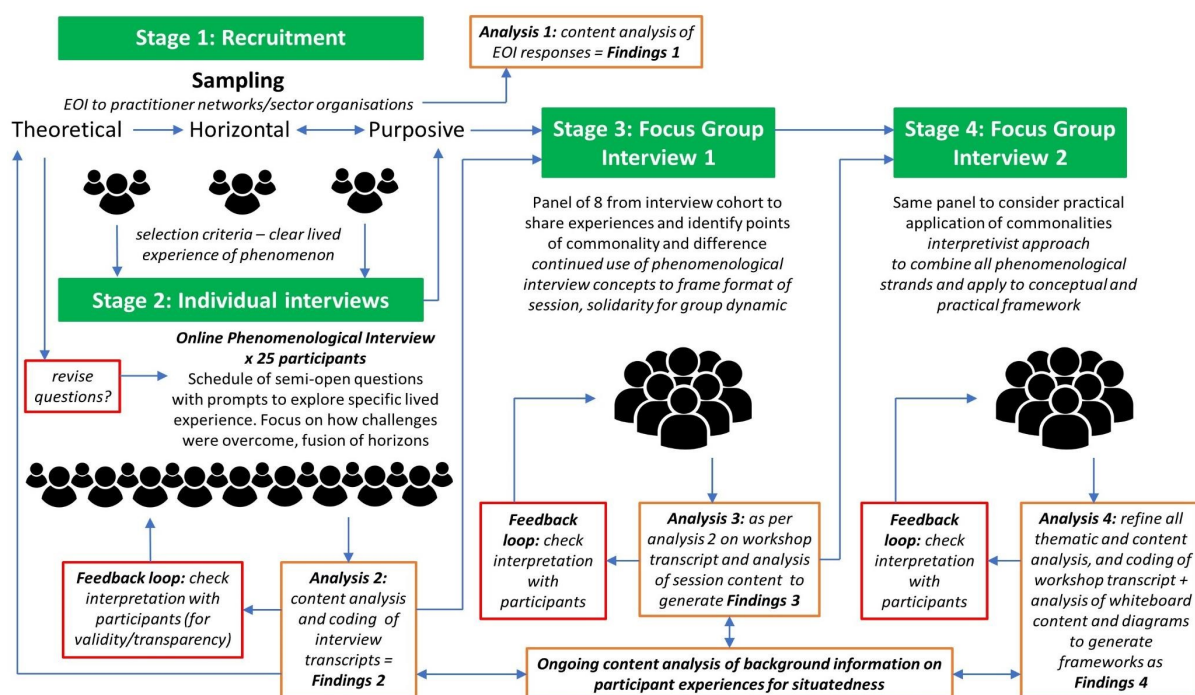 Stage 1: Recruitment
Analysis 1: content analysis of
EOI responses = Findings 1
Sampling
EOI to practitioner networks/sector organisations
Theoretical
Horizontal
Purposive
selection criteria – clear lived
experience of phenomenon
Stage 2: Individual interviews
Online Phenomenological Interview
x 25 participants
Schedule of semi-open questions
with prompts to explore specific lived
experience. Focus on how challenges
were overcome, fusion of horizons
revise
questions?
Feedback loop: check
interpretation with
participants (for
validity/transparency)
Analysis 2:
content analysis
and coding of
interview
transcripts =
Findings 2
Stage 3: Focus Group
Interview 1
Panel of 8 from interview cohort to
share experiences and identify points
of commonality and difference
continued use of phenomenological
interview concepts to frame format of
session, solidarity for group dynamic
Feedback
loop: check
interpretation
with
participants
Analysis 3: as per
analysis 2 on workshop
transcript and analysis
of session content to
generate Findings 3
Stage 4: Focus Group
Interview 2
Same panel to consider practical
application of commonalities
interpretivist approach
to combine all phenomenological
strands and apply to conceptual and
practical framework
Feedback
loop: check
interpretation
with
participants
Analysis 4: refine all
thematic and content
analysis, and coding of
workshop transcript +
analysis of whiteboard
content and diagrams
to generate
frameworks as
Findings 4
Ongoing content analysis of background information on
participant experiences for situatedness